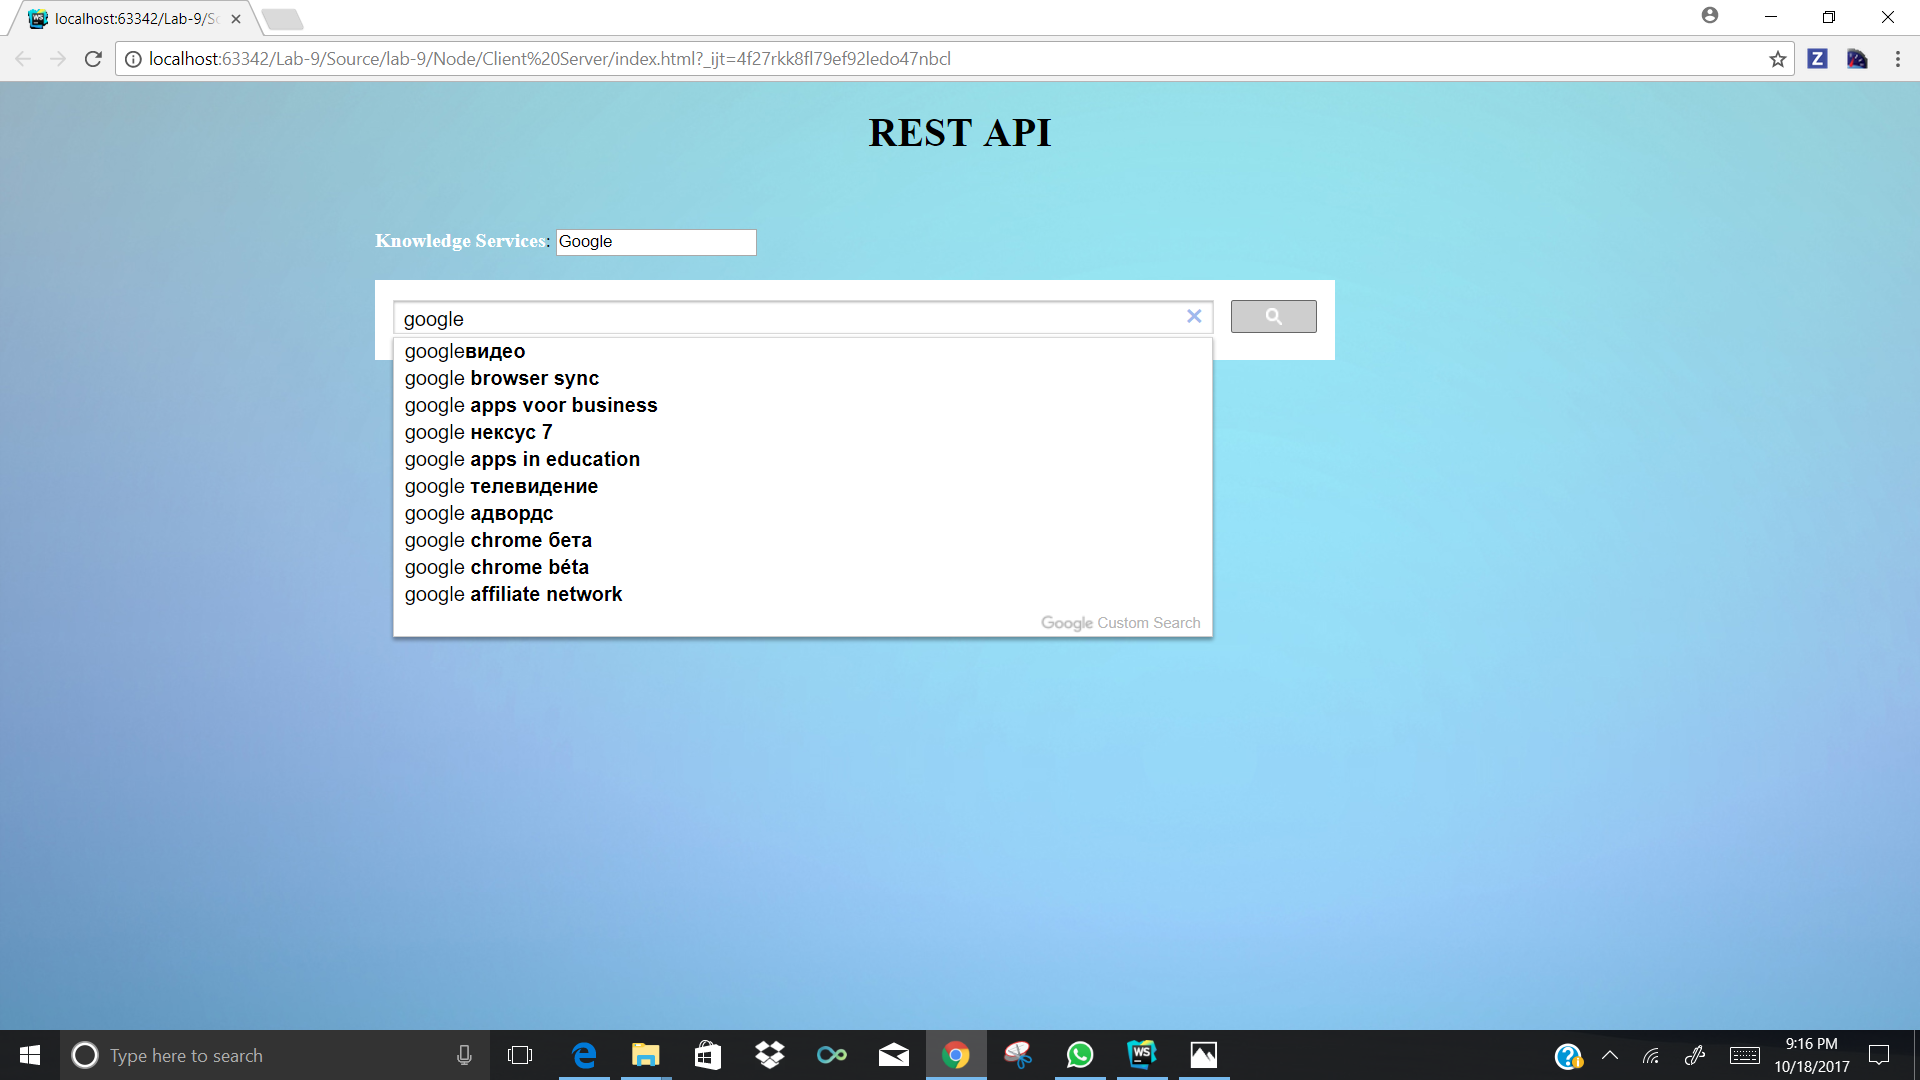 localhost:63342/Lab-9/So
localhost:63342/Lab-9/Source/lab-9/Node/Client%20Server/index.html?_ijt=4f27rkk8fl79ef92ledo47nbcl
Z
REST API
Knowledge Services: Google
google
googleвидео
google browser sync
google apps voor business
google нексус 7
google apps in education
google телевидение
google адвордс
google chrome бета
google chrome béta
google affiliate network
Google Custom Search
Type here to search
WS
9:16 PM
10/18/2017